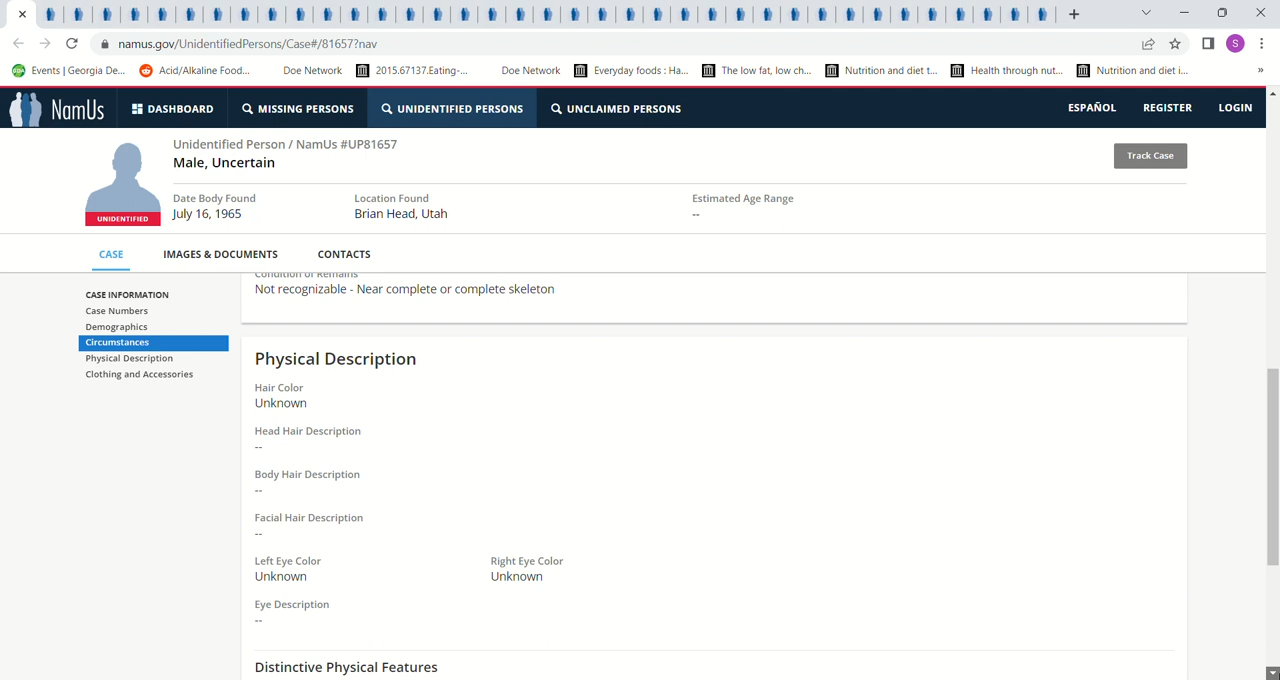 namus.gov/UnidentifiedPersons/Case#/81657?nav
S
Events | Georgia De... Acid/Alkaline Food... Doe Network 2015.67137.Eating-... Doe Network Everyday foods : Ha... The low fat, low ch... Nutrition and diet t... Health through nut... Nutrition and diet i... »
NamUs DASHBOARD MISSING PERSONS UNIDENTIFIED PERSONS UNCLAIMED PERSONS ESPAÑOL REGISTER LOGIN
Unidentified Person / NamUs #UP81657
Male, Uncertain
Track Case
Date Body Found Location Found Estimated Age Range
July 16, 1965 Brian Head, Utah --
UNIDENTIFIED
CASE IMAGES & DOCUMENTS CONTACTS
CASE INFORMATION
Case Numbers
Demographics
Circumstances
Physical Description
Clothing and Accessories
Condition of Remains
Not recognizable - Near complete or complete skeleton
Physical Description
Hair Color
Unknown
Head Hair Description
--
Body Hair Description
--
Facial Hair Description
--
Left Eye Color Right Eye Color
Unknown Unknown
Eye Description
--
Distinctive Physical Features